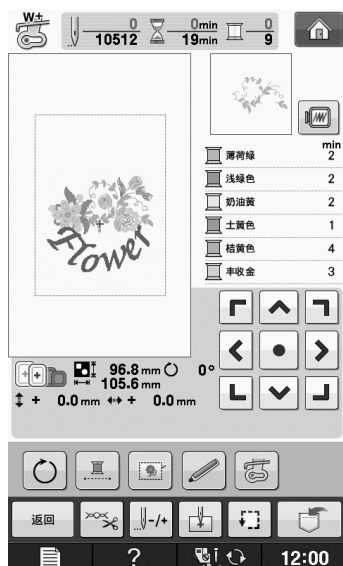 W+
0 0min 0
10512 19min 9
min
薄荷绿 2
浅绿色 2
奶油黄 2
土黄色 1
桔黄色 4
丰收金 3
Flower
96.8 mm 0°
105.6 mm
+ 0.0 mm + 0.0 mm
返回 -/+
? 12:00